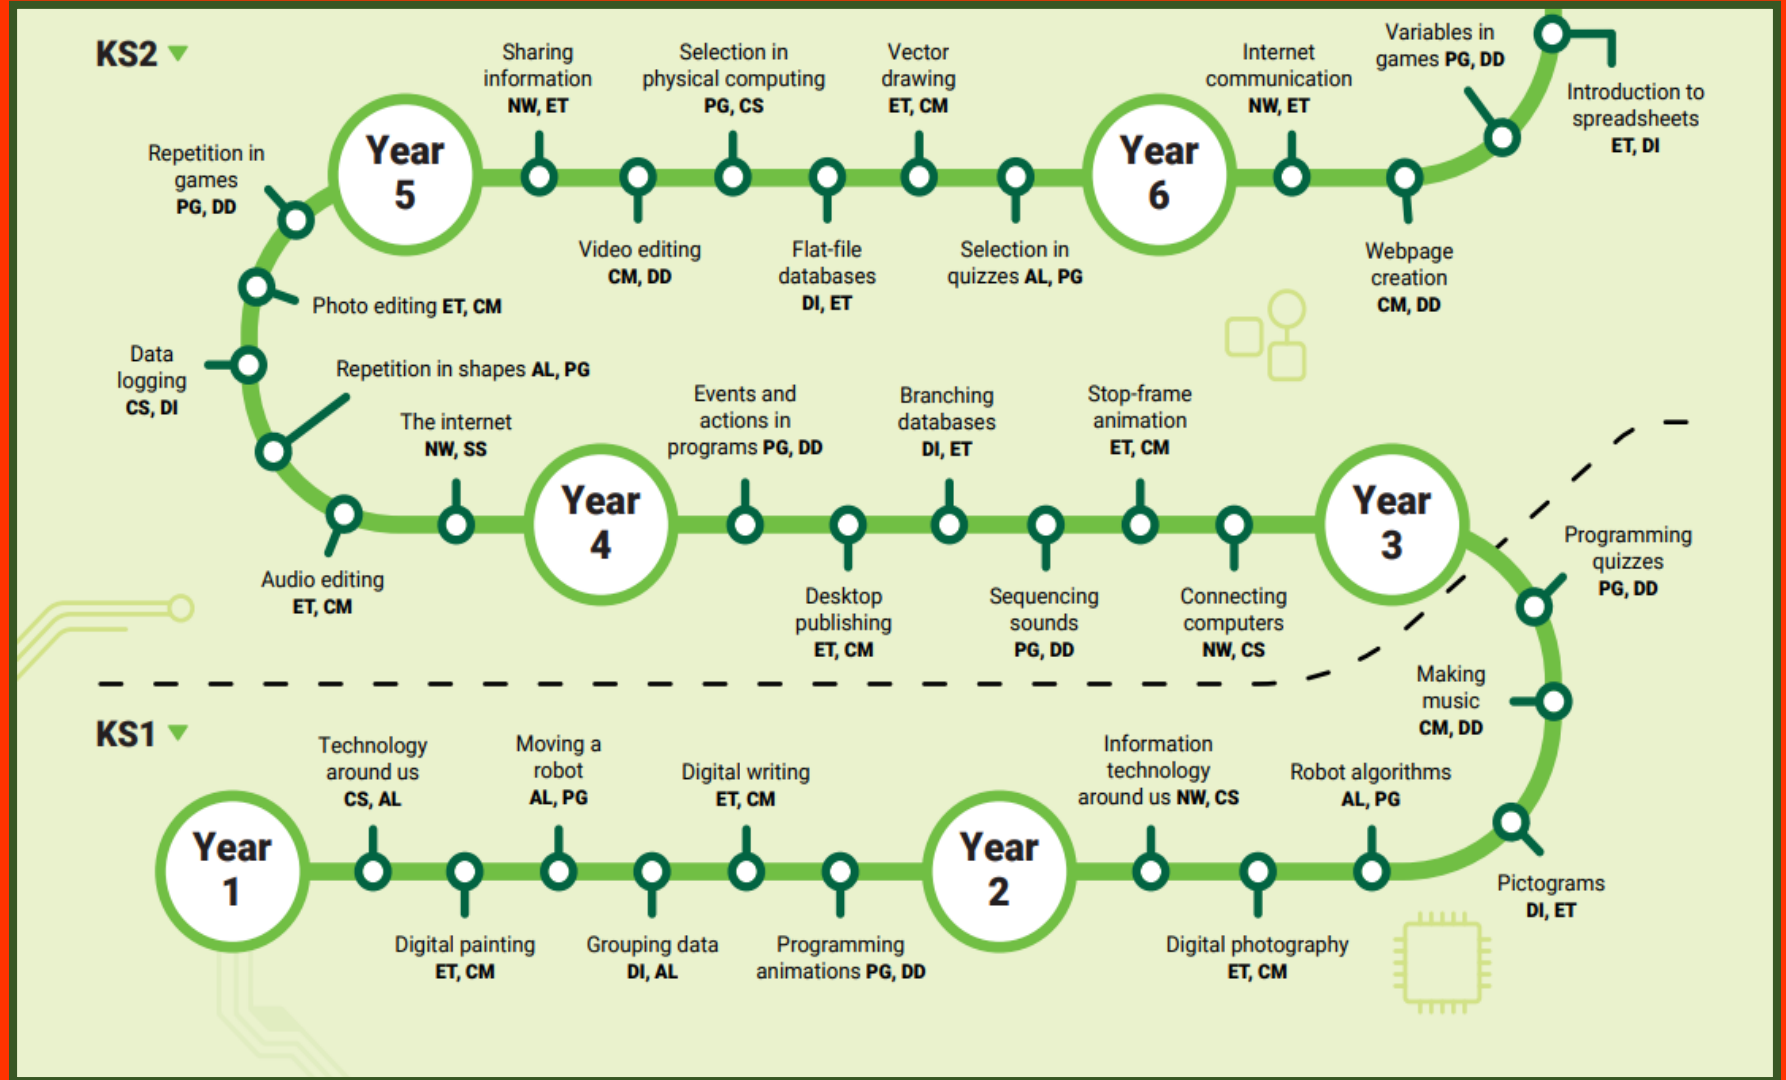 KS2
Sharing
information
NW, ET
Selection in
physical computing
PG, CS
Vector
drawing
ET, CM
Internet
communication
NW, ET
Variables in
games PG, DD
Introduction to
spreadsheets
ET, DI
Repetition in
games
PG, DD
Year
5
Year
6
Video editing
CM, DD
Flat-file
databases
DI, ET
Selection in
quizzes AL, PG
Webpage
creation
CM, DD
Photo editing ET, CM
Data
logging
CS, DI
Repetition in shapes AL, PG
The internet
NW, SS
Events and
actions in
programs PG, DD
Branching
databases
DI, ET
Stop-frame
animation
ET, CM
Year
4
Year
3
Audio editing
ET, CM
Desktop
publishing
ET, CM
Sequencing
sounds
PG, DD
Connecting
computers
NW, CS
Programming
quizzes
PG, DD
Making
music
CM, DD
KS1
Technology
around us
CS, AL
Moving a
robot
AL, PG
Digital writing
ET, CM
Information
technology
around us NW, CS
Robot algorithms
AL, PG
Year
1
Year
2
Pictograms
DI, ET
Digital painting
ET, CM
Grouping data
DI, AL
Programming
animations PG, DD
Digital photography
ET, CM